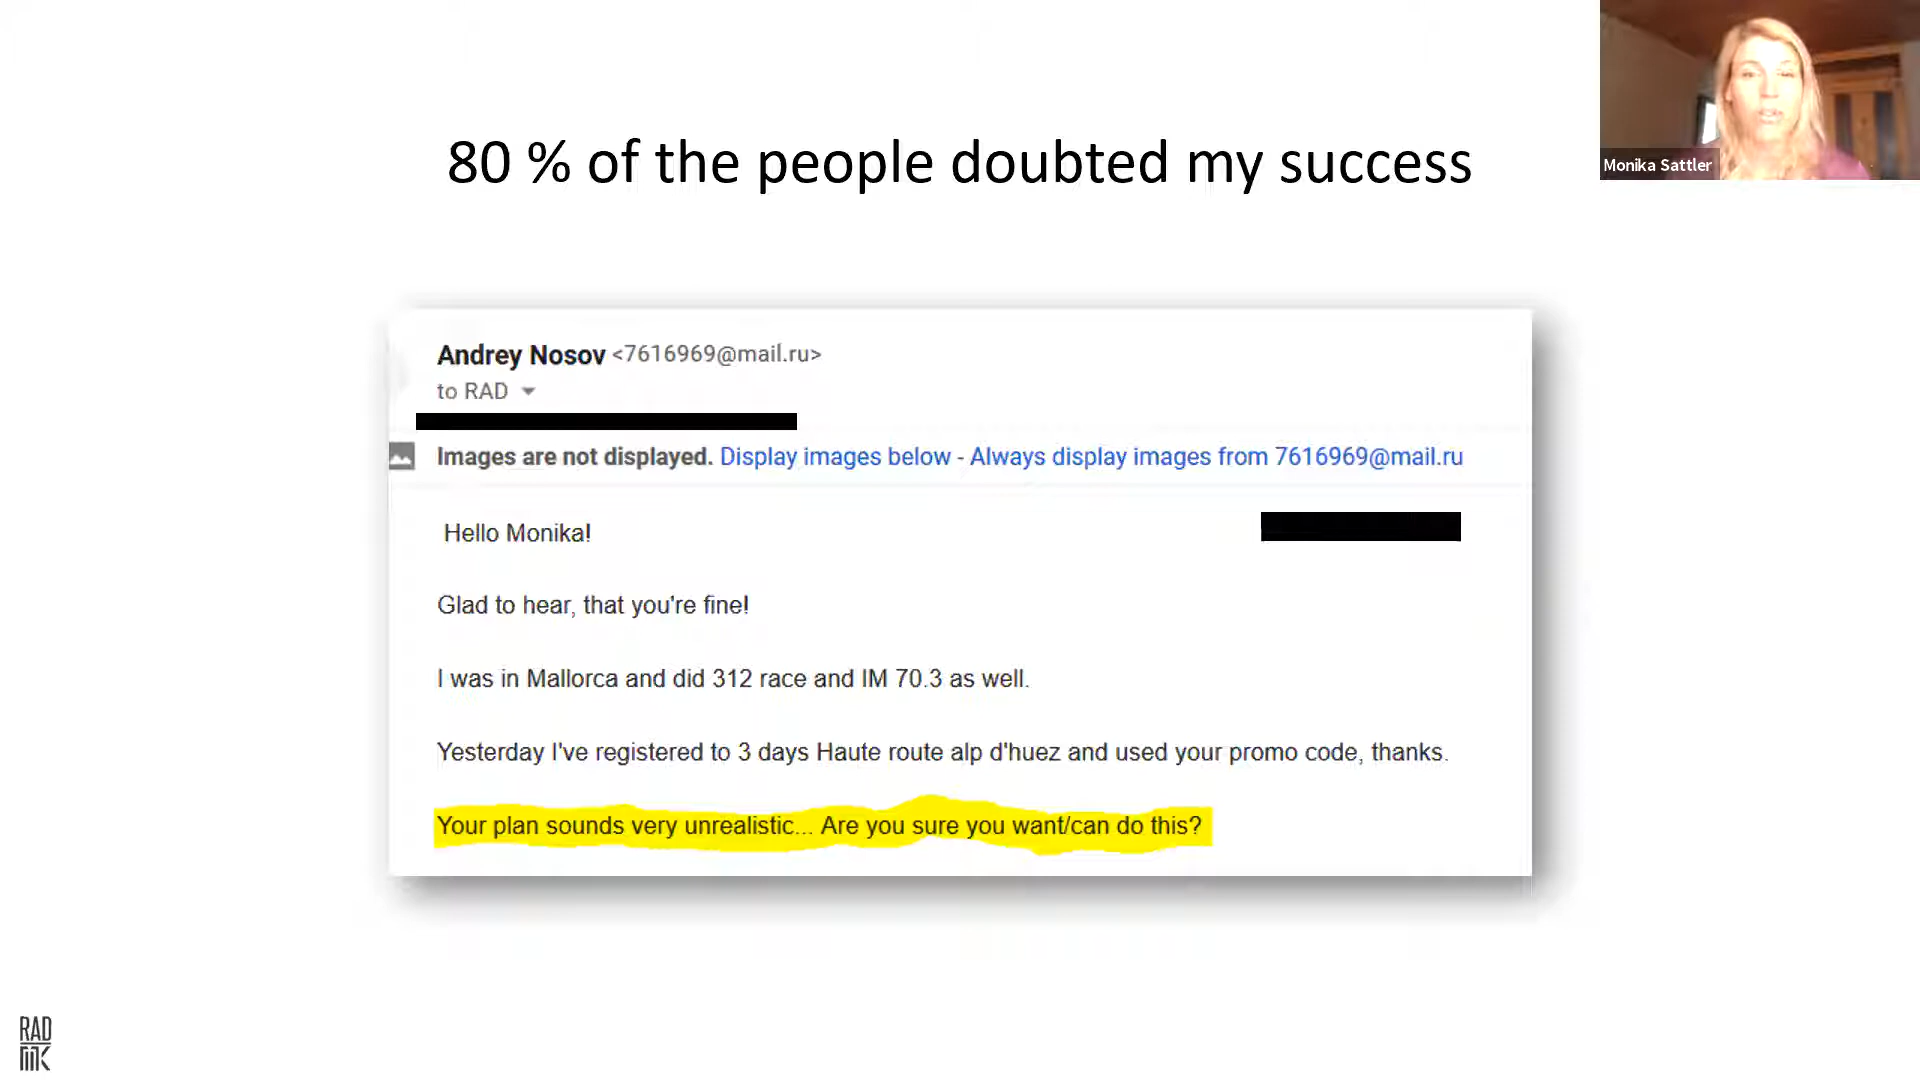 80 % of the people doubted my success
Monika Sattler
Andrey Nosov <7616969@mail.ru>
to RAD
Images are not displayed. Display images below - Always display images from 7616969@mail.ru
Hello Monika!
Glad to hear, that you're fine!
I was in Mallorca and did 312 race and IM 70.3 as well.
Yesterday I've registered to 3 days Haute route alp d'huez and used your promo code, thanks.
Your plan sounds very unrealistic... Are you sure you want/can do this?
RAD